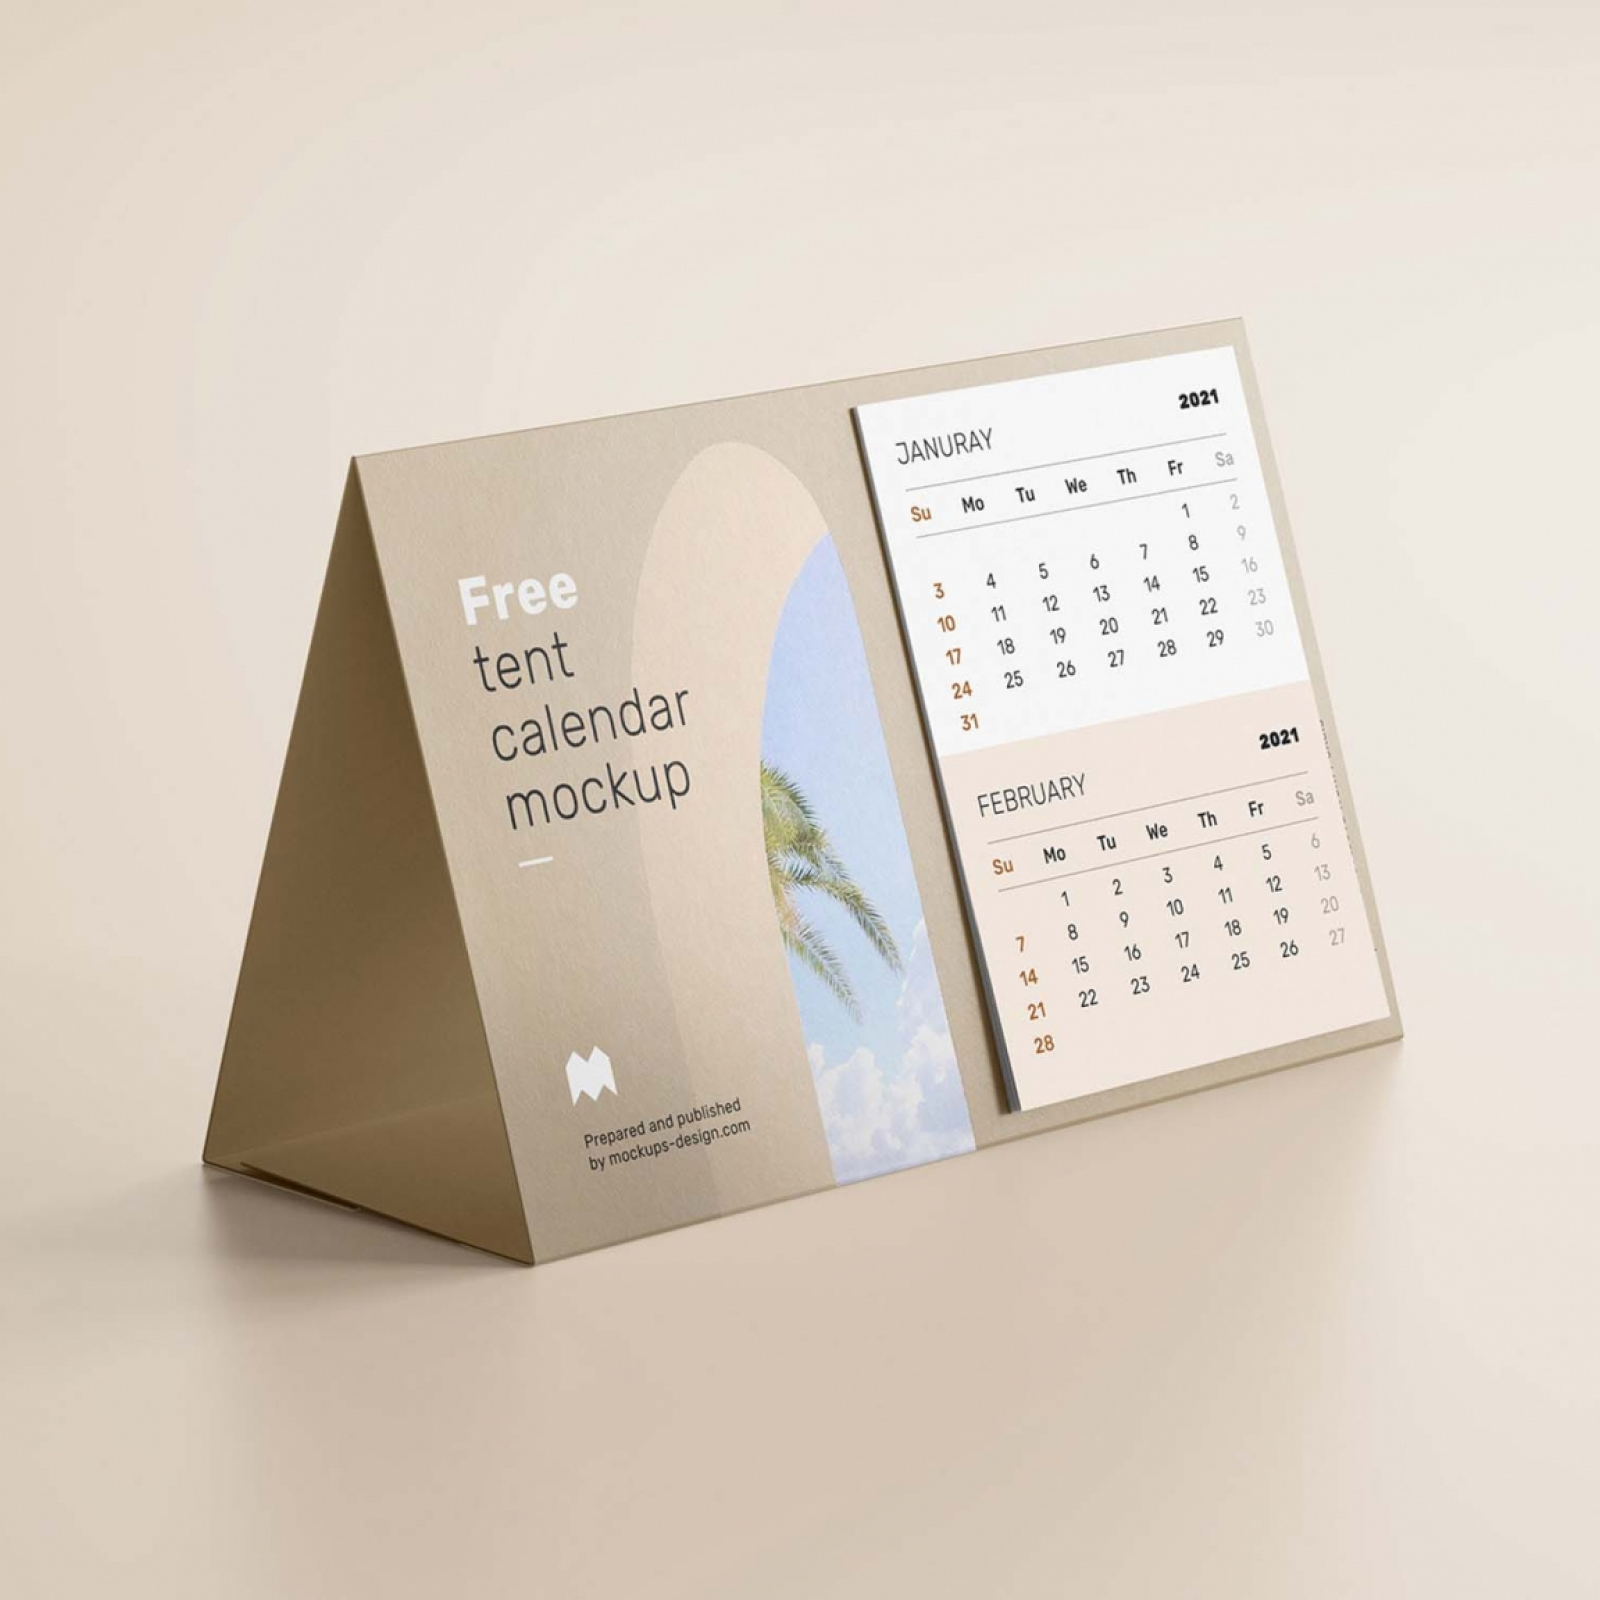 Free
tent
calendar
mockup
Prepared and published
by mockups-design.com
2021
JANURAY
Su Mo Tu We Th Fr Sa
1 2
3 4 5 6 7 8 9
10 11 12 13 14 15 16
17 18 19 20 21 22 23
24 25 26 27 28 29 30
31
2021
FEBRUARY
Su Mo Tu We Th Fr Sa
1 2 3 4 5 6
7 8 9 10 11 12 13
14 15 16 17 18 19 20
21 22 23 24 25 26 27
28